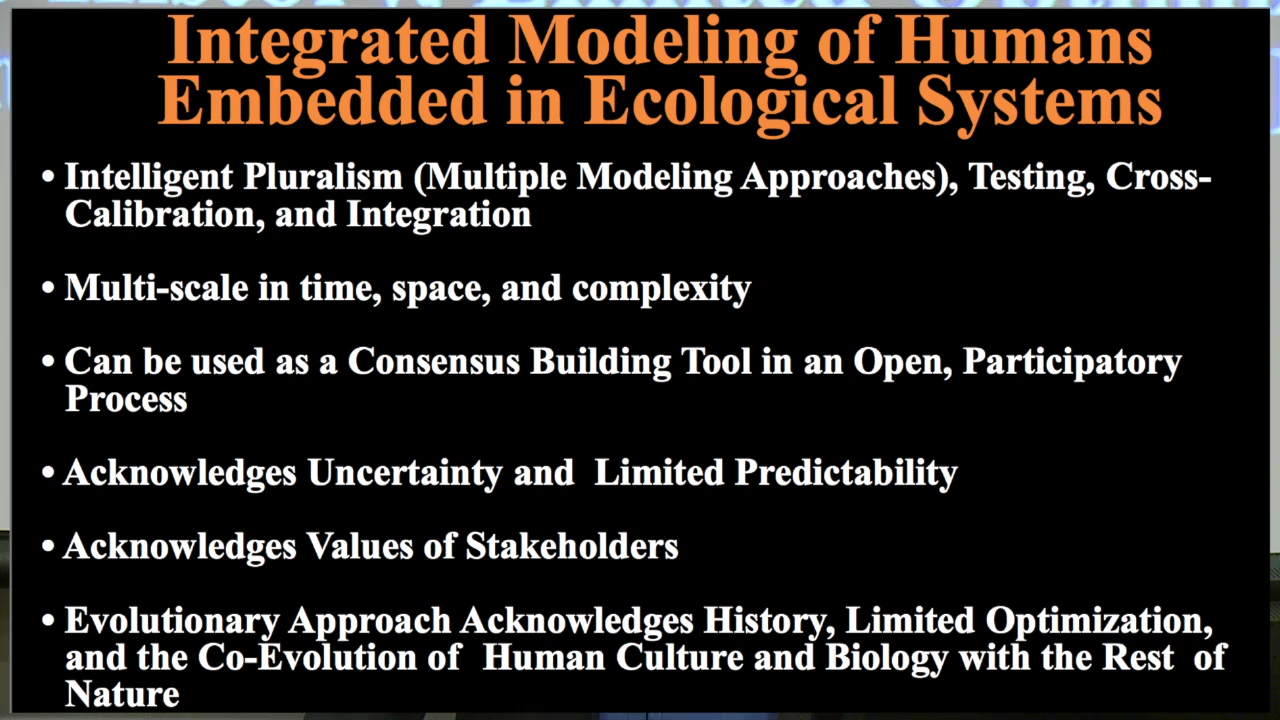 Integrated Modeling of Humans
Embedded in Ecological Systems
• Intelligent Pluralism (Multiple Modeling Approaches), Testing, Cross-
Calibration, and Integration
• Multi-scale in time, space, and complexity
• Can be used as a Consensus Building Tool in an Open, Participatory
Process
• Acknowledges Uncertainty and Limited Predictability
• Acknowledges Values of Stakeholders
• Evolutionary Approach Acknowledges History, Limited Optimization,
and the Co-Evolution of Human Culture and Biology with the Rest of
Nature